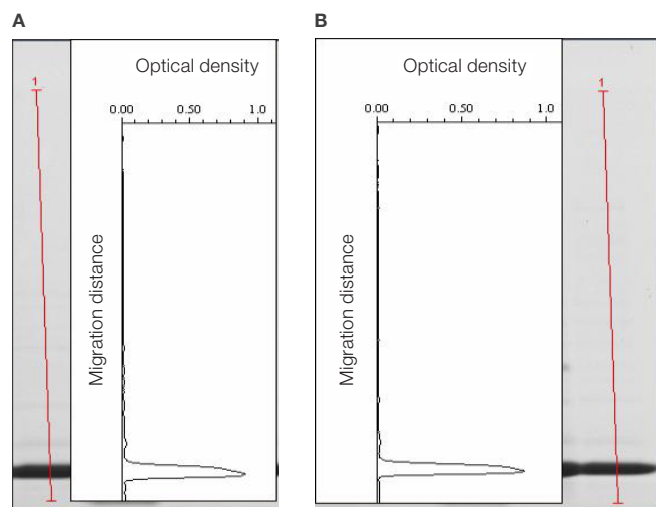 A
B
1
Optical density
0.00 0.50 1.0
Migration distance
Optical density
0.00 0.50 1.0
Migration distance
1